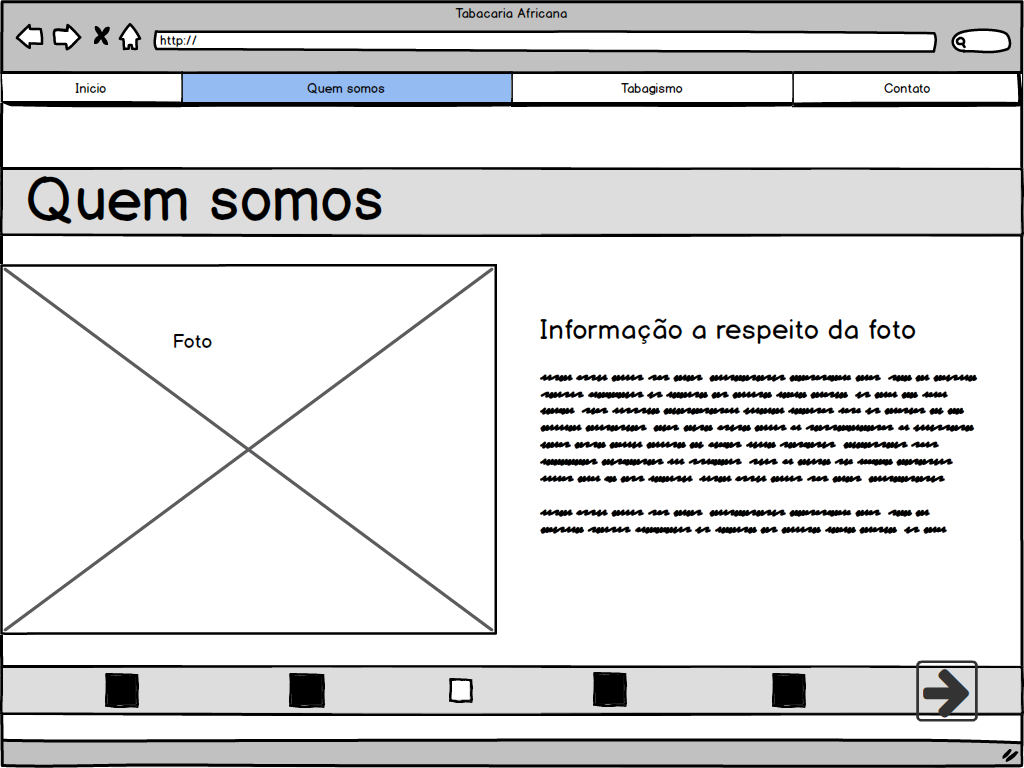 Tabacaria Africana
http://
Inicio
Quem somos
Tabagismo
Contato
Quem somos
Foto
Informação a respeito da foto